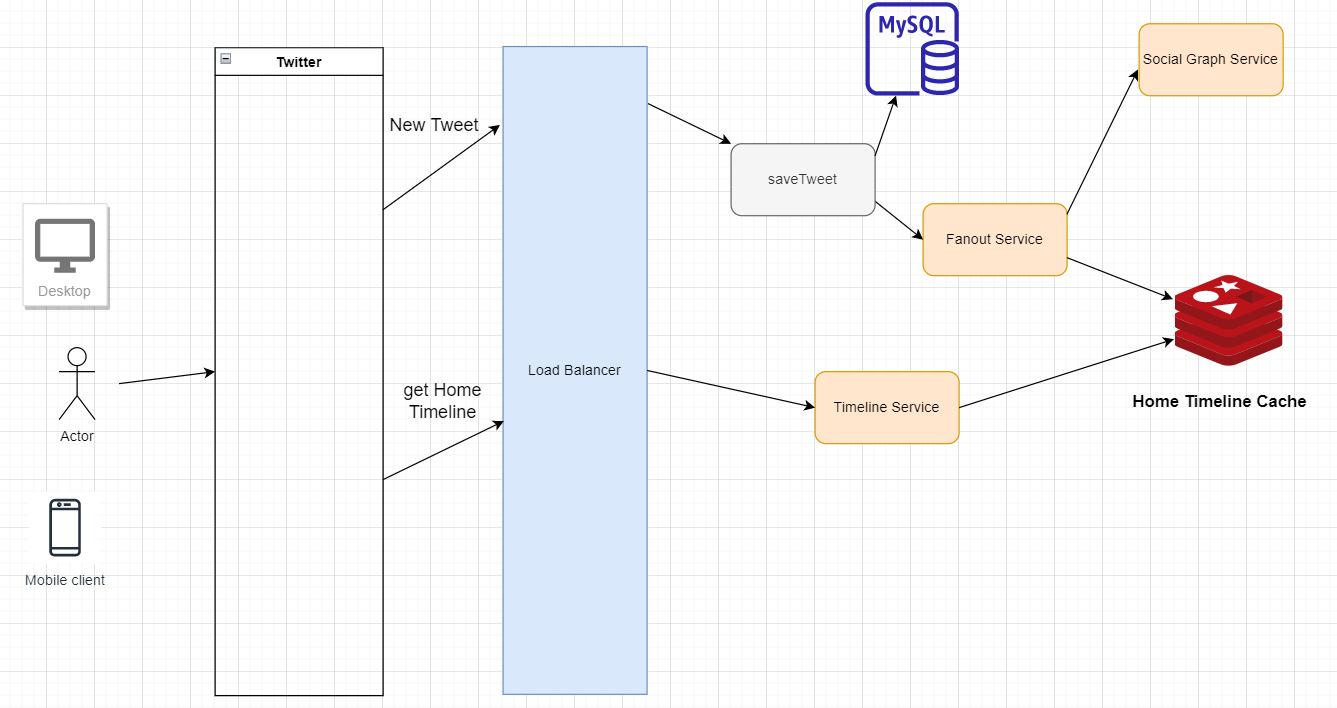 Twitter
MySQL
Social Graph Service
New Tweet
saveTweet
Fanout Service
Desktop
Load Balancer
get Home
Timeline
Timeline Service
Home Timeline Cache
Actor
Mobile client